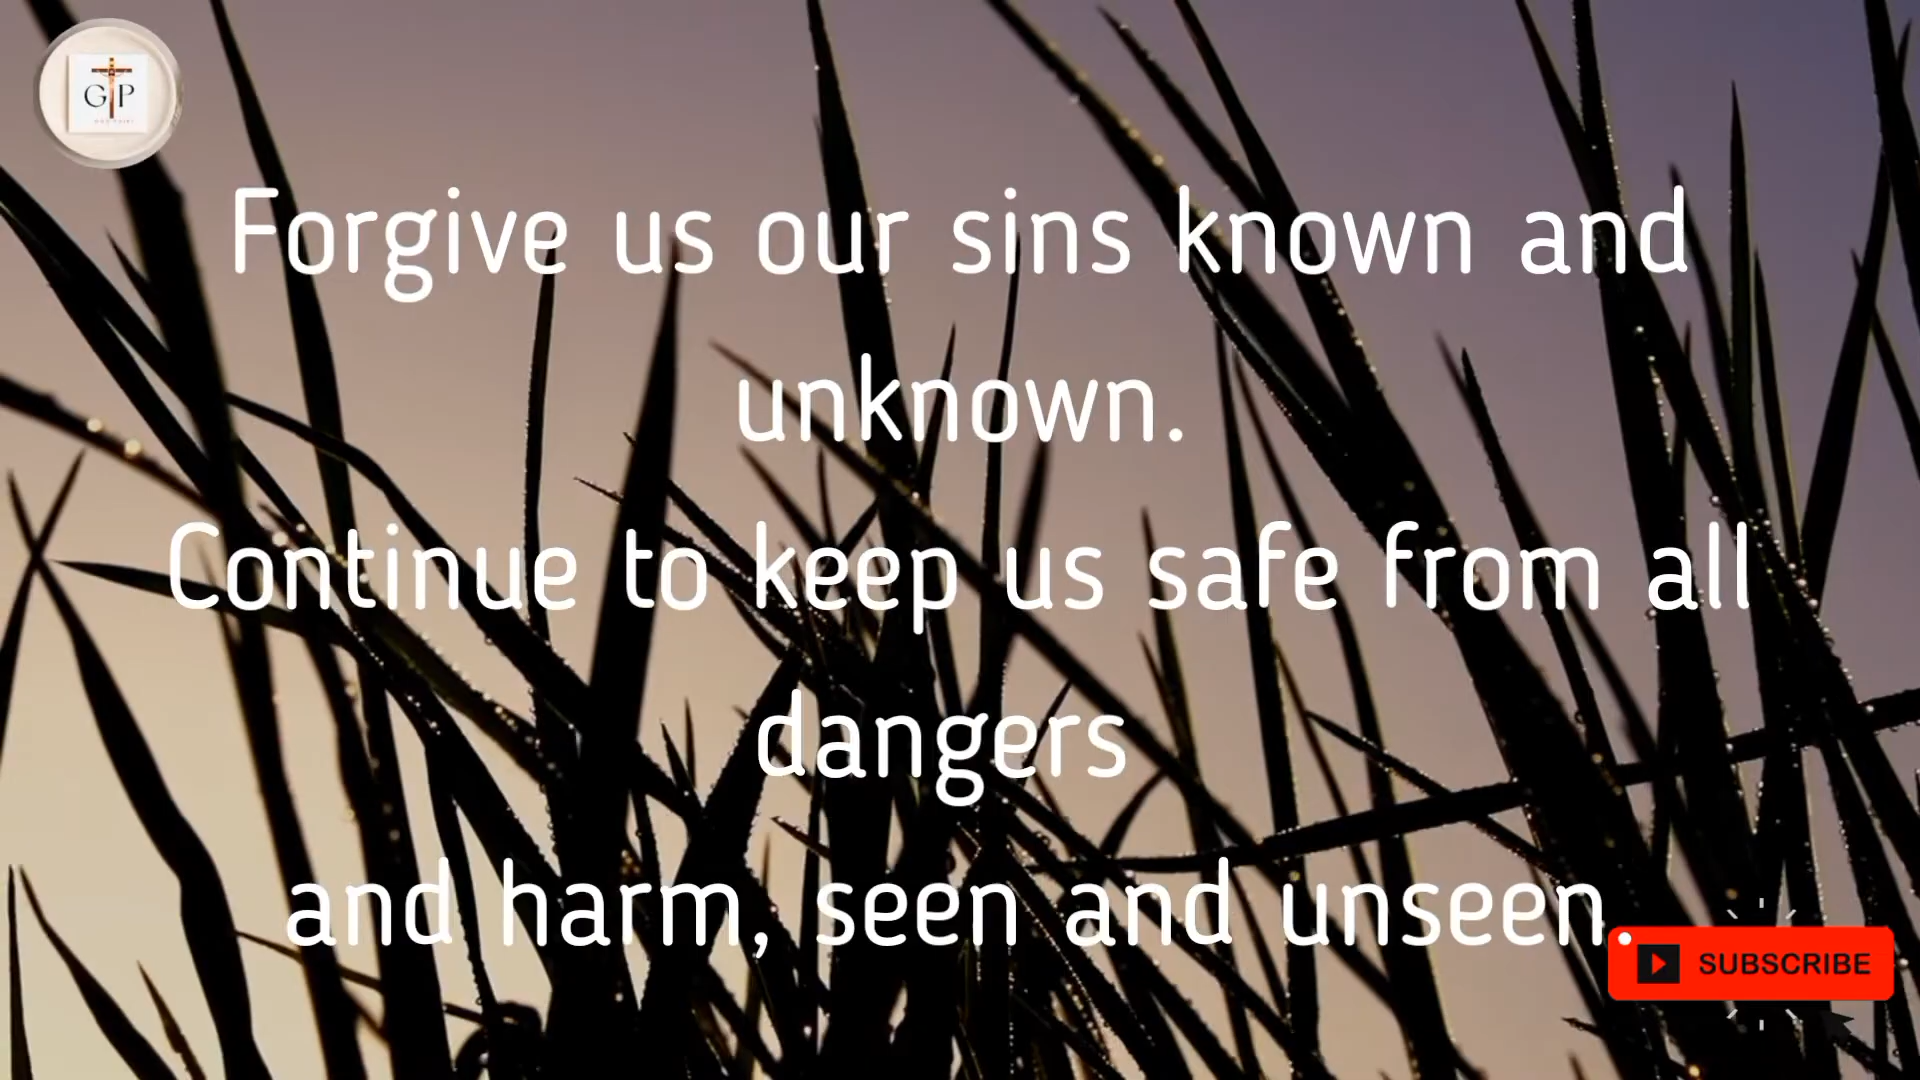 GP
Forgive us our sins known and
unknown.
Continue to keep us safe from all
dangers
and harm, seen and unseen.
SUBSCRIBE